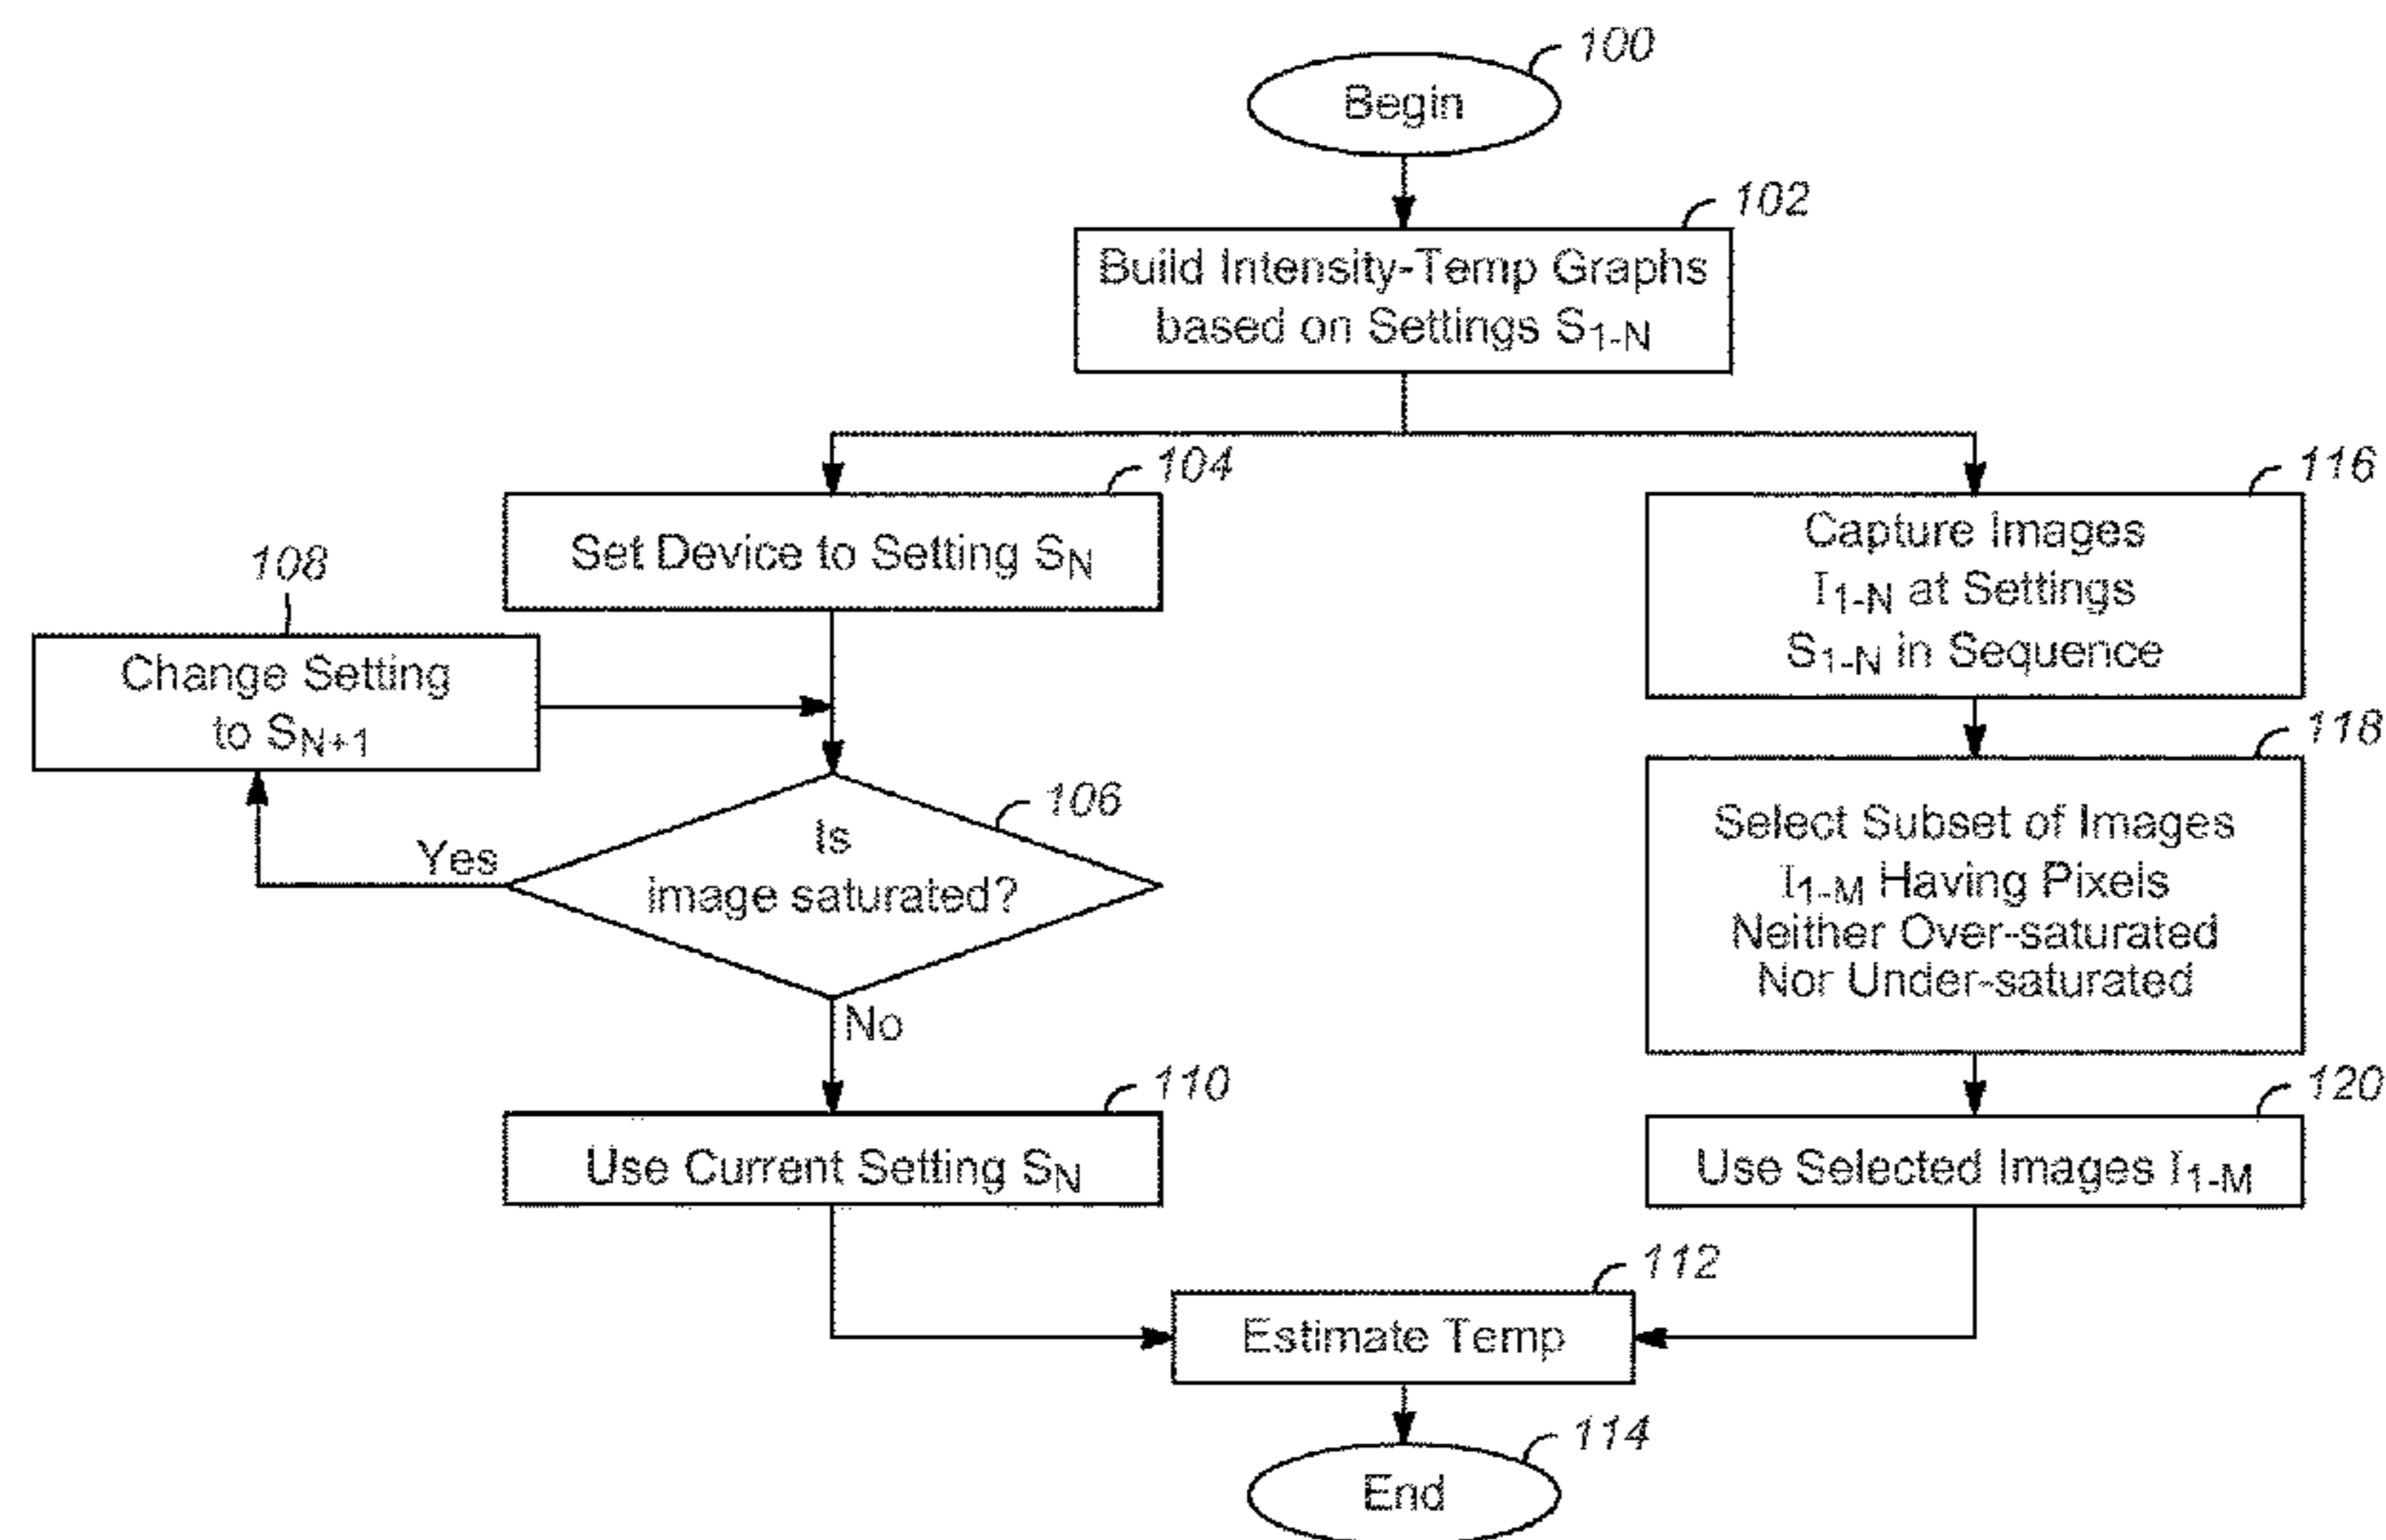 100
Begin
102
Build Intensity-Temp Graphs
based on Settings S1-N
104
Set Device to Setting SN
108
Change Setting
to SN+1
106
Is
image saturated?
Yes
No
110
Use Current Setting SN
116
Capture Images
I1-N at Settings
S1-N in Sequence
118
Select Subset of Images
I1-M Having Pixels
Neither Over-saturated
Nor Under-saturated
120
Use Selected Images I1-M
112
Estimate Temp
114
End